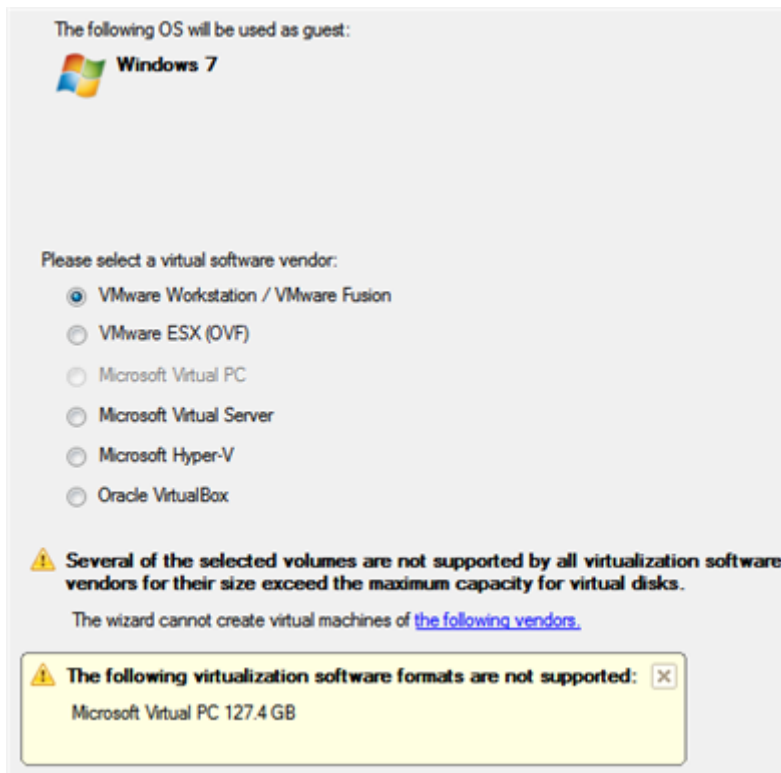 The following OS will be used as guest:
Windows 7
Please select a virtual software vendor:
VMware Workstation / VMware Fusion
VMware ESX (OVF)
Microsoft Virtual PC
Microsoft Virtual Server
Microsoft Hyper-V
Oracle VirtualBox
Several of the selected volumes are not supported by all virtualization software
vendors for their size exceed the maximum capacity for virtual disks.
The wizard cannot create virtual machines of the following vendors.
The following virtualization software formats are not supported:
Microsoft Virtual PC 127.4 GB